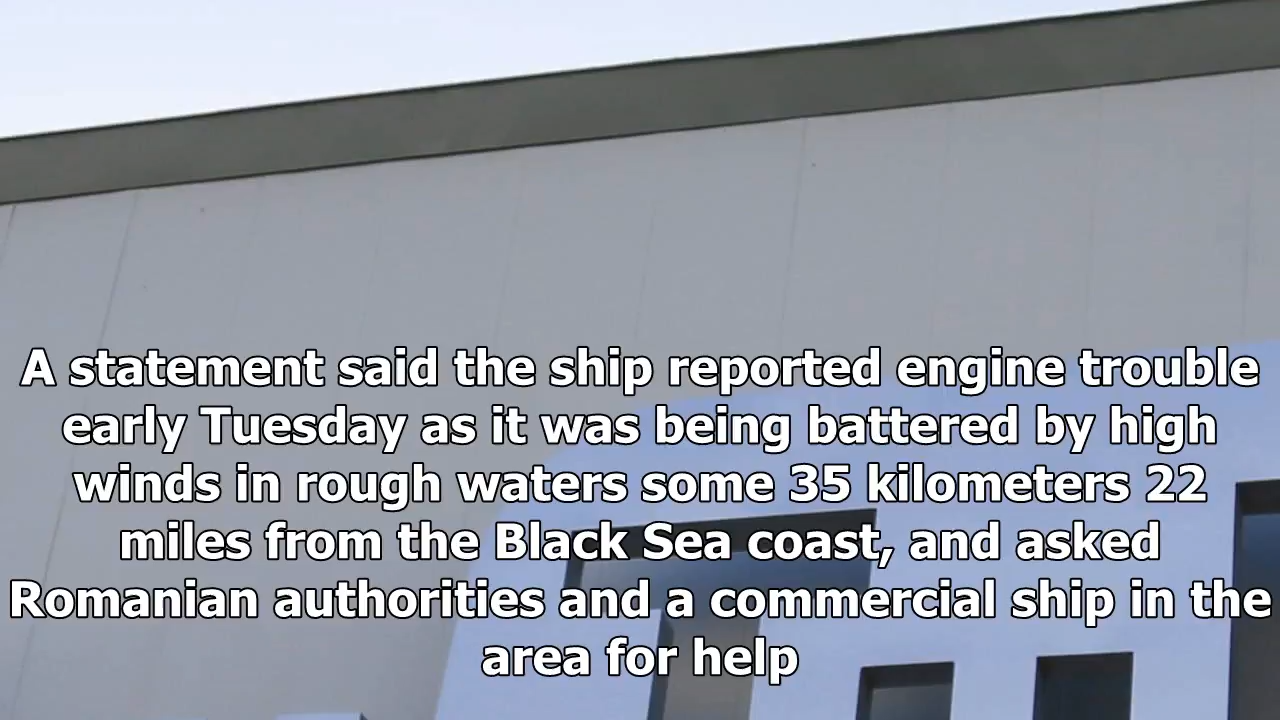 A statement said the ship reported engine trouble
early Tuesday as it was being battered by high
winds in rough waters some 35 kilometers 22
miles from the Black Sea coast, and asked
Romanian authorities and a commercial ship in the
area for help